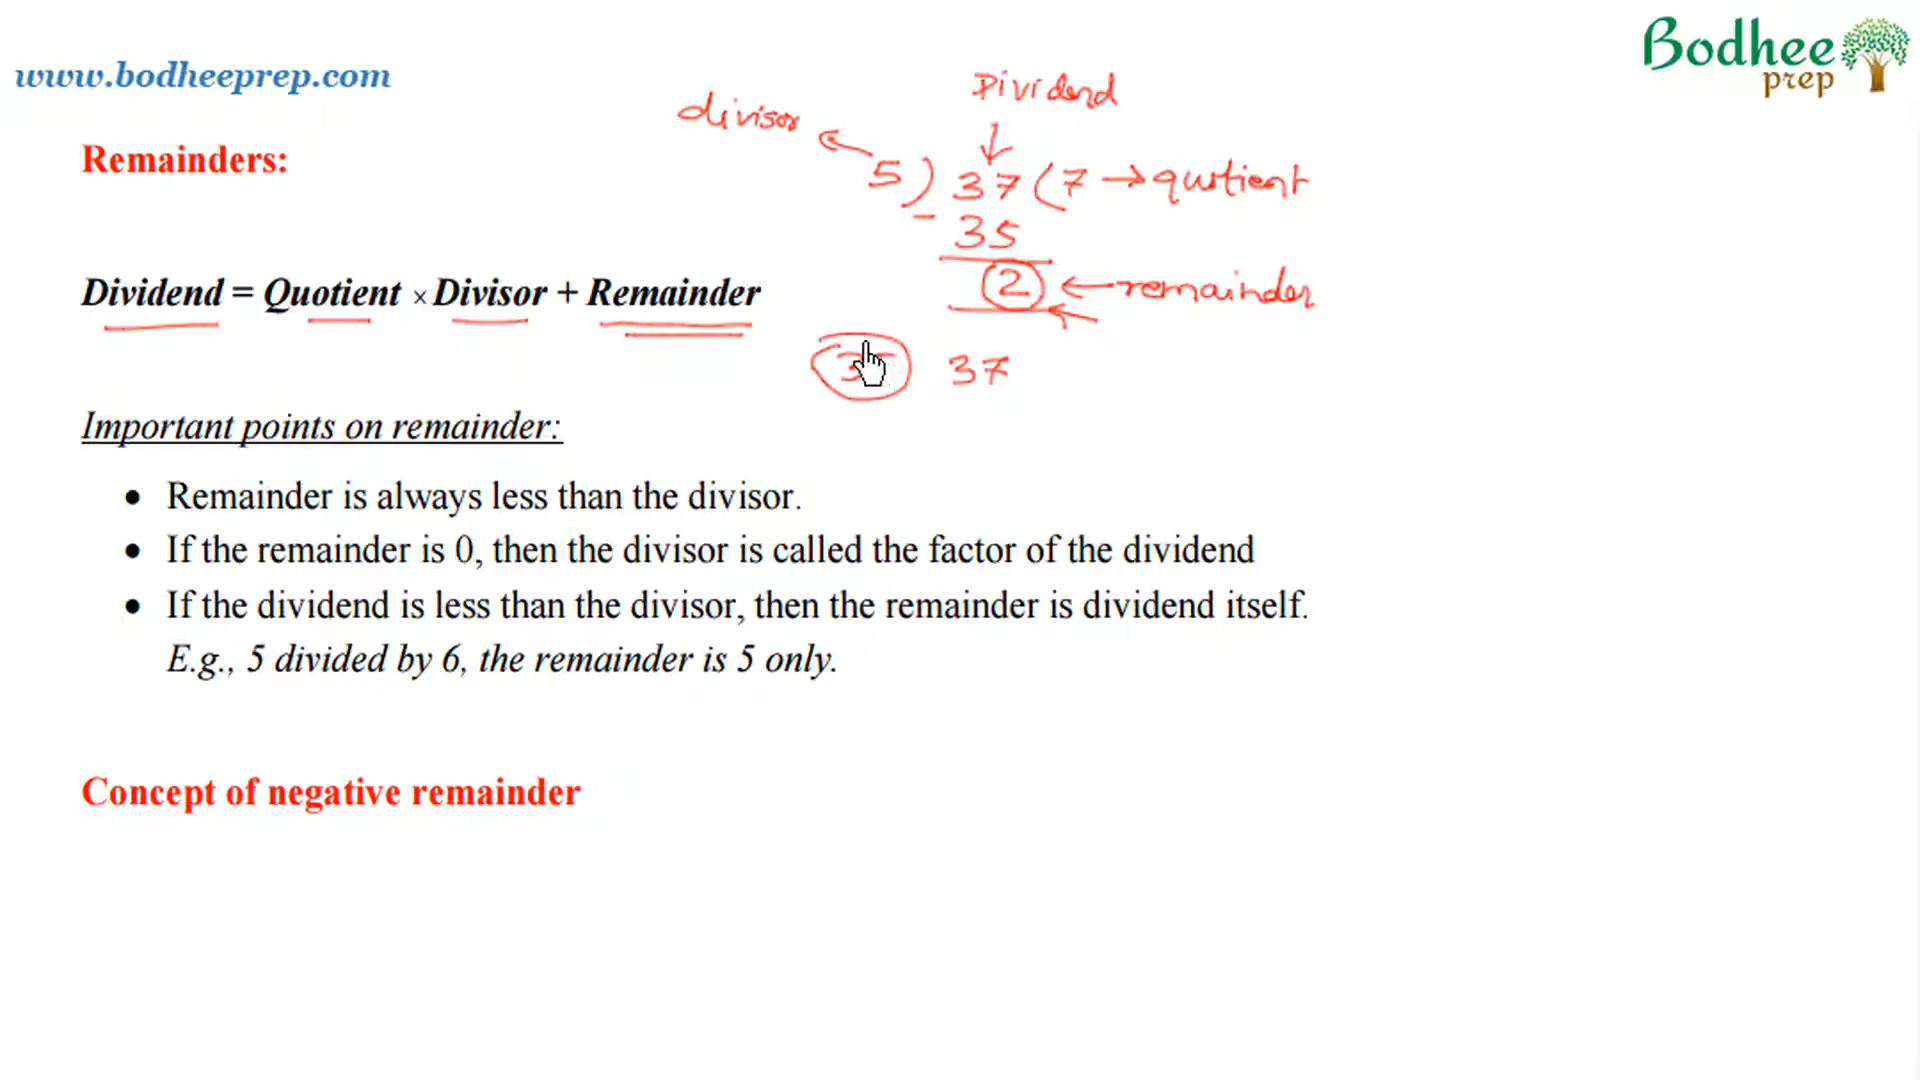 Bodhee
prep
www.bodheeprep.com
Dividend
divisor
Remainders:
5) 37 (7 → quotient
- 35
2 ← remainder
Dividend = Quotient × Divisor + Remainder
37
Important points on remainder:
• Remainder is always less than the divisor.
• If the remainder is 0, then the divisor is called the factor of the dividend
• If the dividend is less than the divisor, then the remainder is dividend itself.
E.g., 5 divided by 6, the remainder is 5 only.
Concept of negative remainder